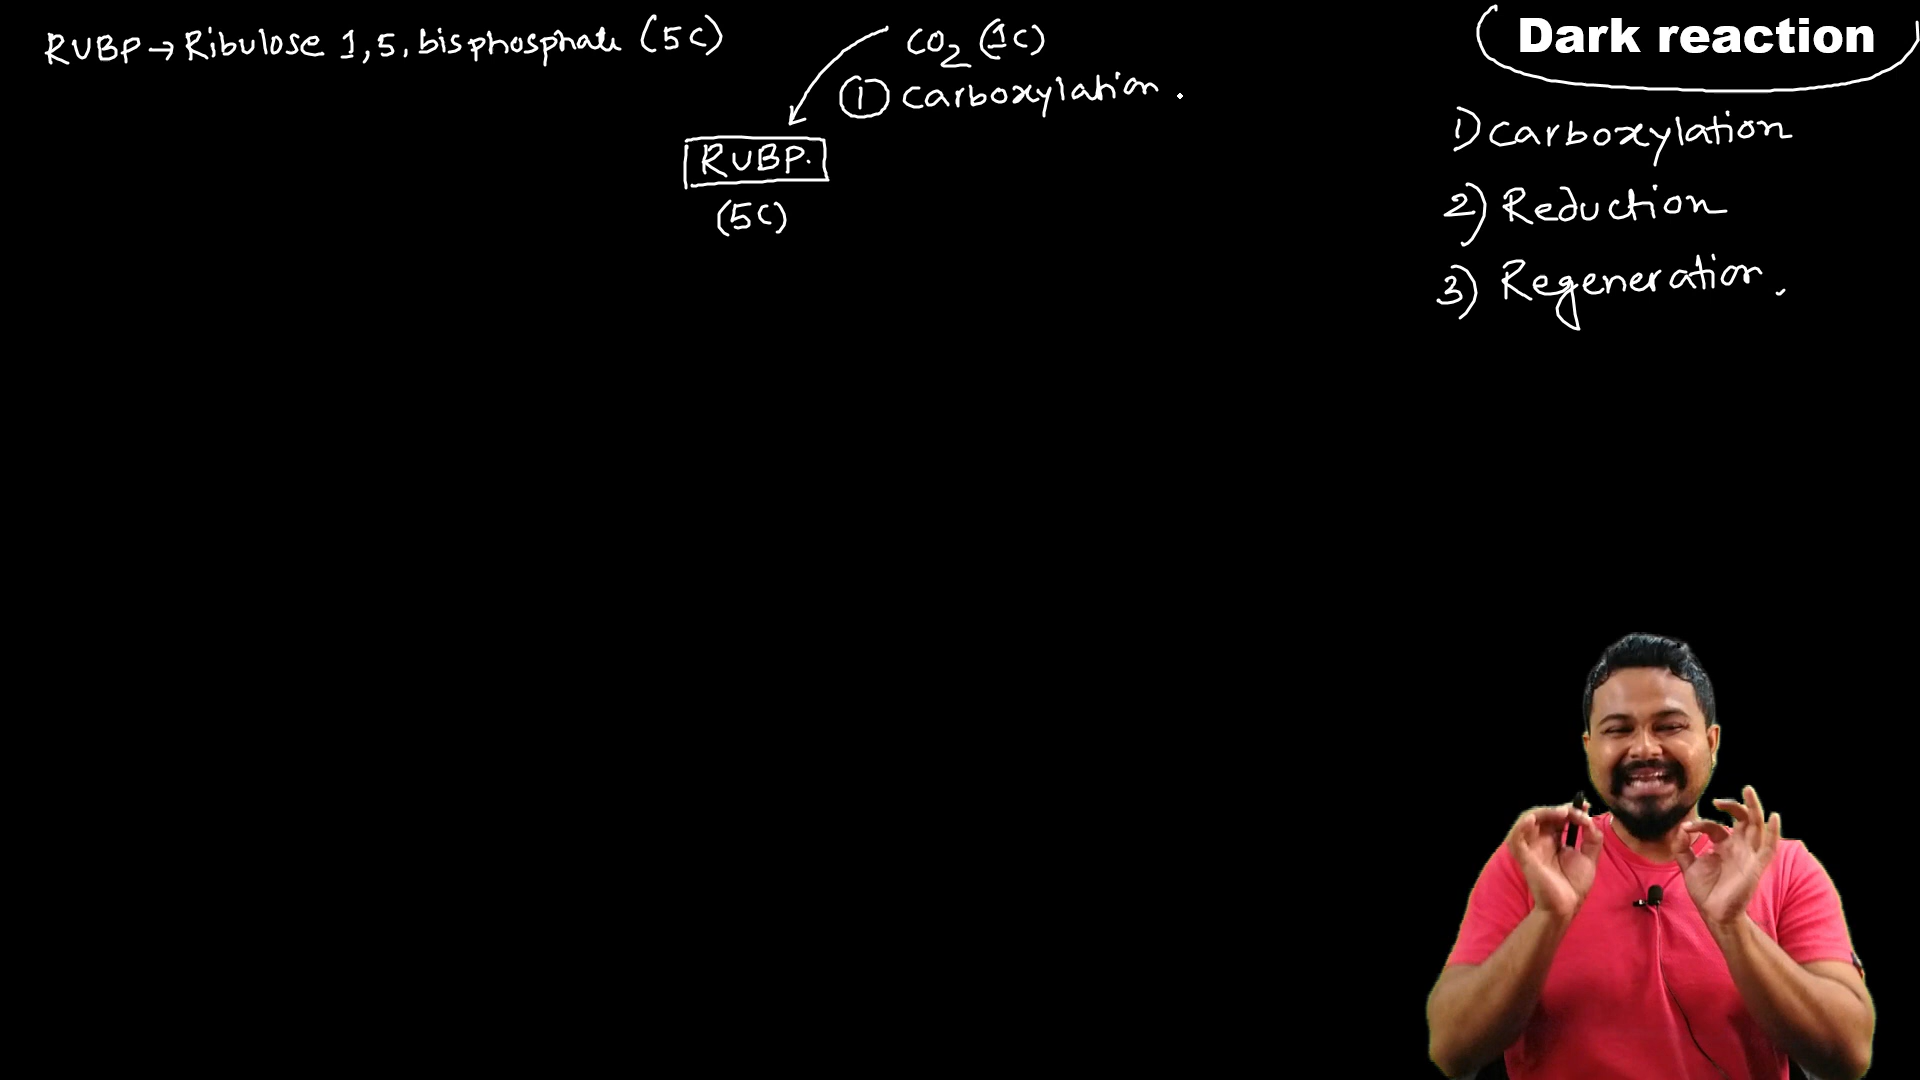 RUBP → Ribulose 1,5, bisphosphate (5C)
CO2 (1C)
① Carboxylation.
RUBP.
(5C)
Dark reaction
1) Carboxylation
2) Reduction
3) Regeneration.